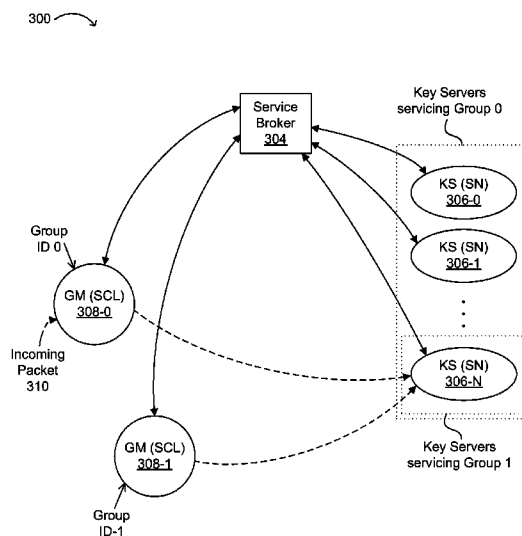 300
Key Servers
servicing Group 0
Service
Broker
304
KS (SN)
306-0
KS (SN)
306-1
Group
ID 0
GM (SCL)
308-0
Incoming
Packet
310
KS (SN)
306-N
Key Servers
servicing Group 1
GM (SCL)
308-1
Group
ID-1